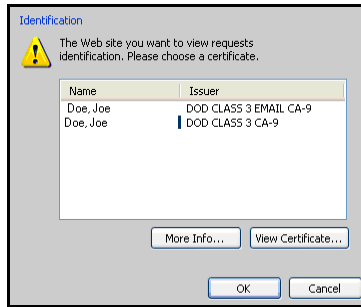 Identification
The Web site you want to view requests
identification. Please choose a certificate.
Name Issuer
Doe, Joe DOD CLASS 3 EMAIL CA-9
Doe, Joe DOD CLASS 3 CA-9
More Info... View Certificate...
OK Cancel